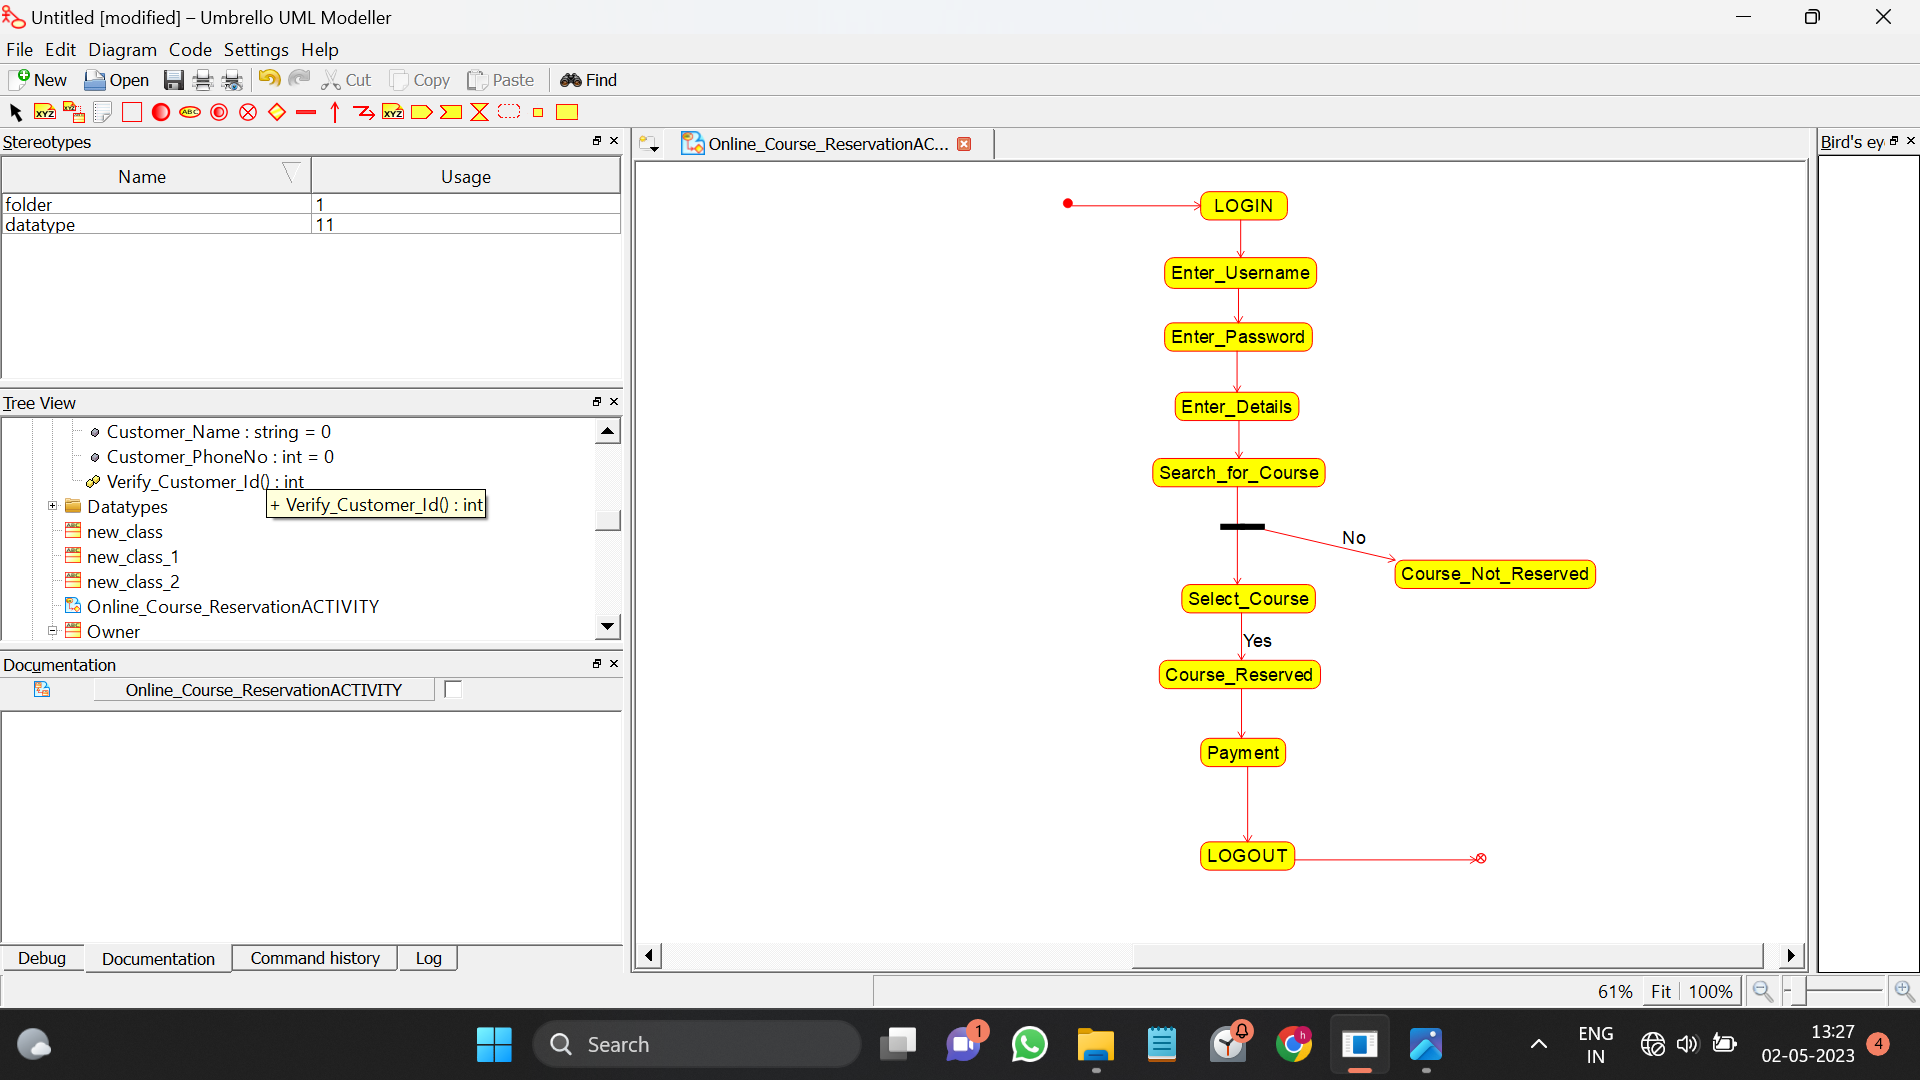 Untitled [modified] – Umbrello UML Modeller
File Edit Diagram Code Settings Help
New Open Cut Copy Paste Find
Stereotypes
Name Usage
folder 1
datatype 11
Tree View
Customer_Name : string = 0
Customer_PhoneNo : int = 0
Verify_Customer_Id() : int
+ Verify_Customer_Id() : int
Datatypes
new_class
new_class_1
new_class_2
Online_Course_ReservationACTIVITY
Owner
Documentation
Online_Course_ReservationACTIVITY
Debug Documentation Command history Log
Online_Course_ReservationAC...
LOGIN
Enter_Username
Enter_Password
Enter_Details
Search_for_Course
No
Course_Not_Reserved
Select_Course
Yes
Course_Reserved
Payment
LOGOUT
Bird's ey
61% Fit 100%
Search
1
ENG
IN
13:27
02-05-2023
4